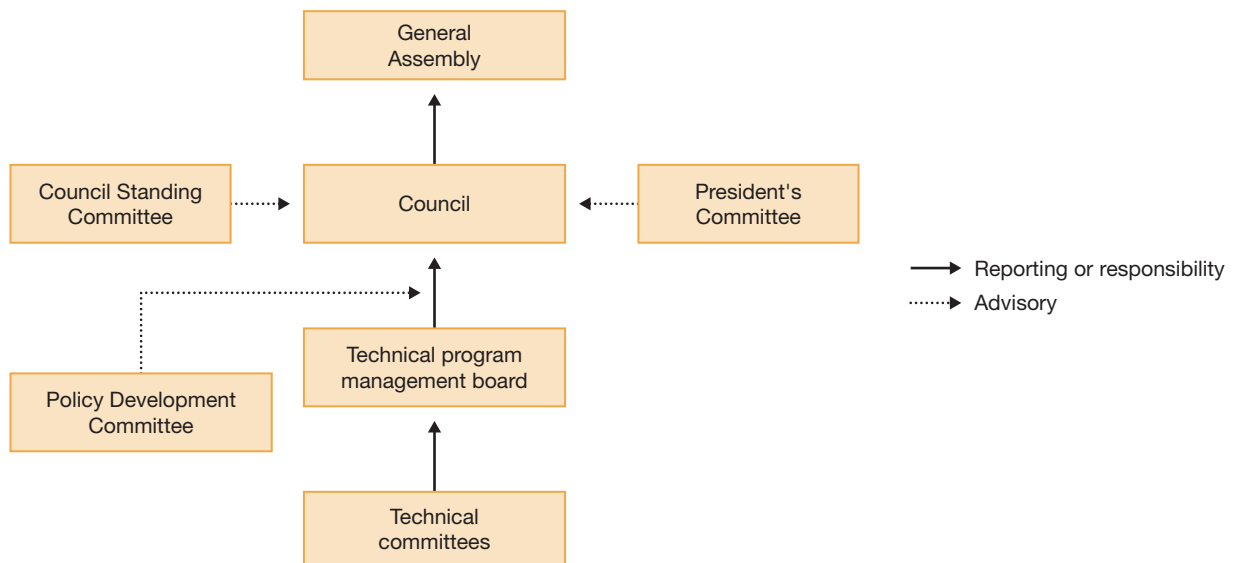 General
Assembly
Council Standing
Committee
Council
President's
Committee
Reporting or responsibility
Advisory
Technical program
management board
Policy Development
Committee
Technical
committees